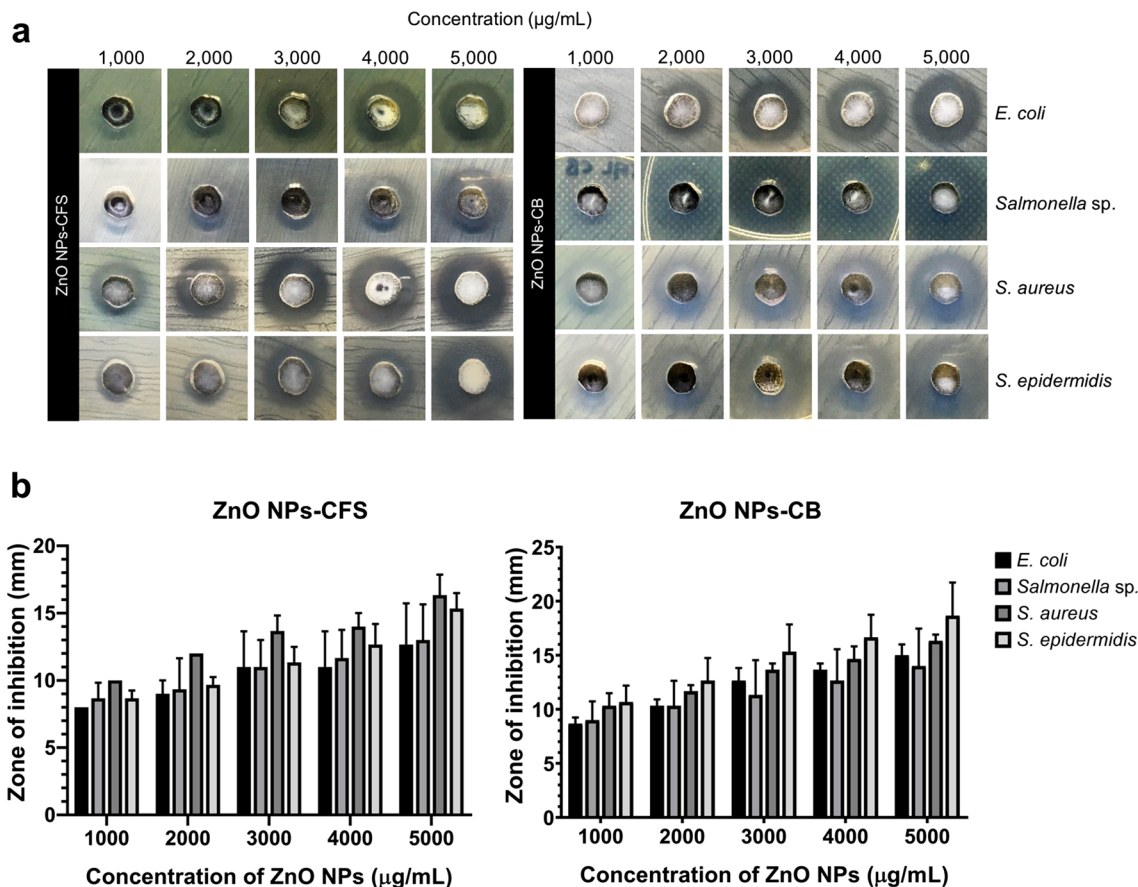 Concentration (µg/mL)
a
1,000 2,000 3,000 4,000 5,000 1,000 2,000 3,000 4,000 5,000
ZnO NPs-CFS
ZnO NPs-CB
E. coli
Salmonella sp.
S. aureus
S. epidermidis
b
ZnO NPs-CFS
Zone of inhibition (mm)
20
15
10
5
0
1000 2000 3000 4000 5000
Concentration of ZnO NPs (µg/mL)
ZnO NPs-CB
Zone of inhibition (mm)
25
20
15
10
5
0
1000 2000 3000 4000 5000
Concentration of ZnO NPs (µg/mL)
E. coli
Salmonella sp.
S. aureus
S. epidermidis